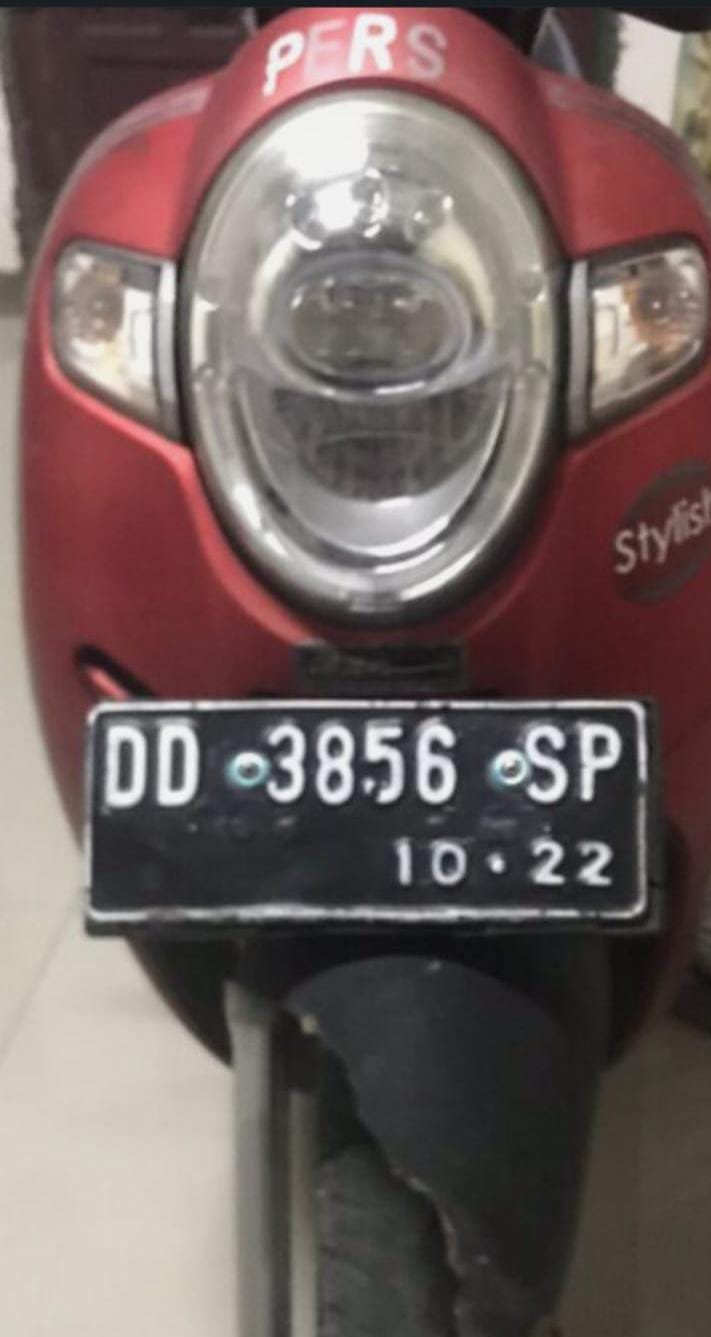 PERS
Stylish
DD 3856 SP
10·22